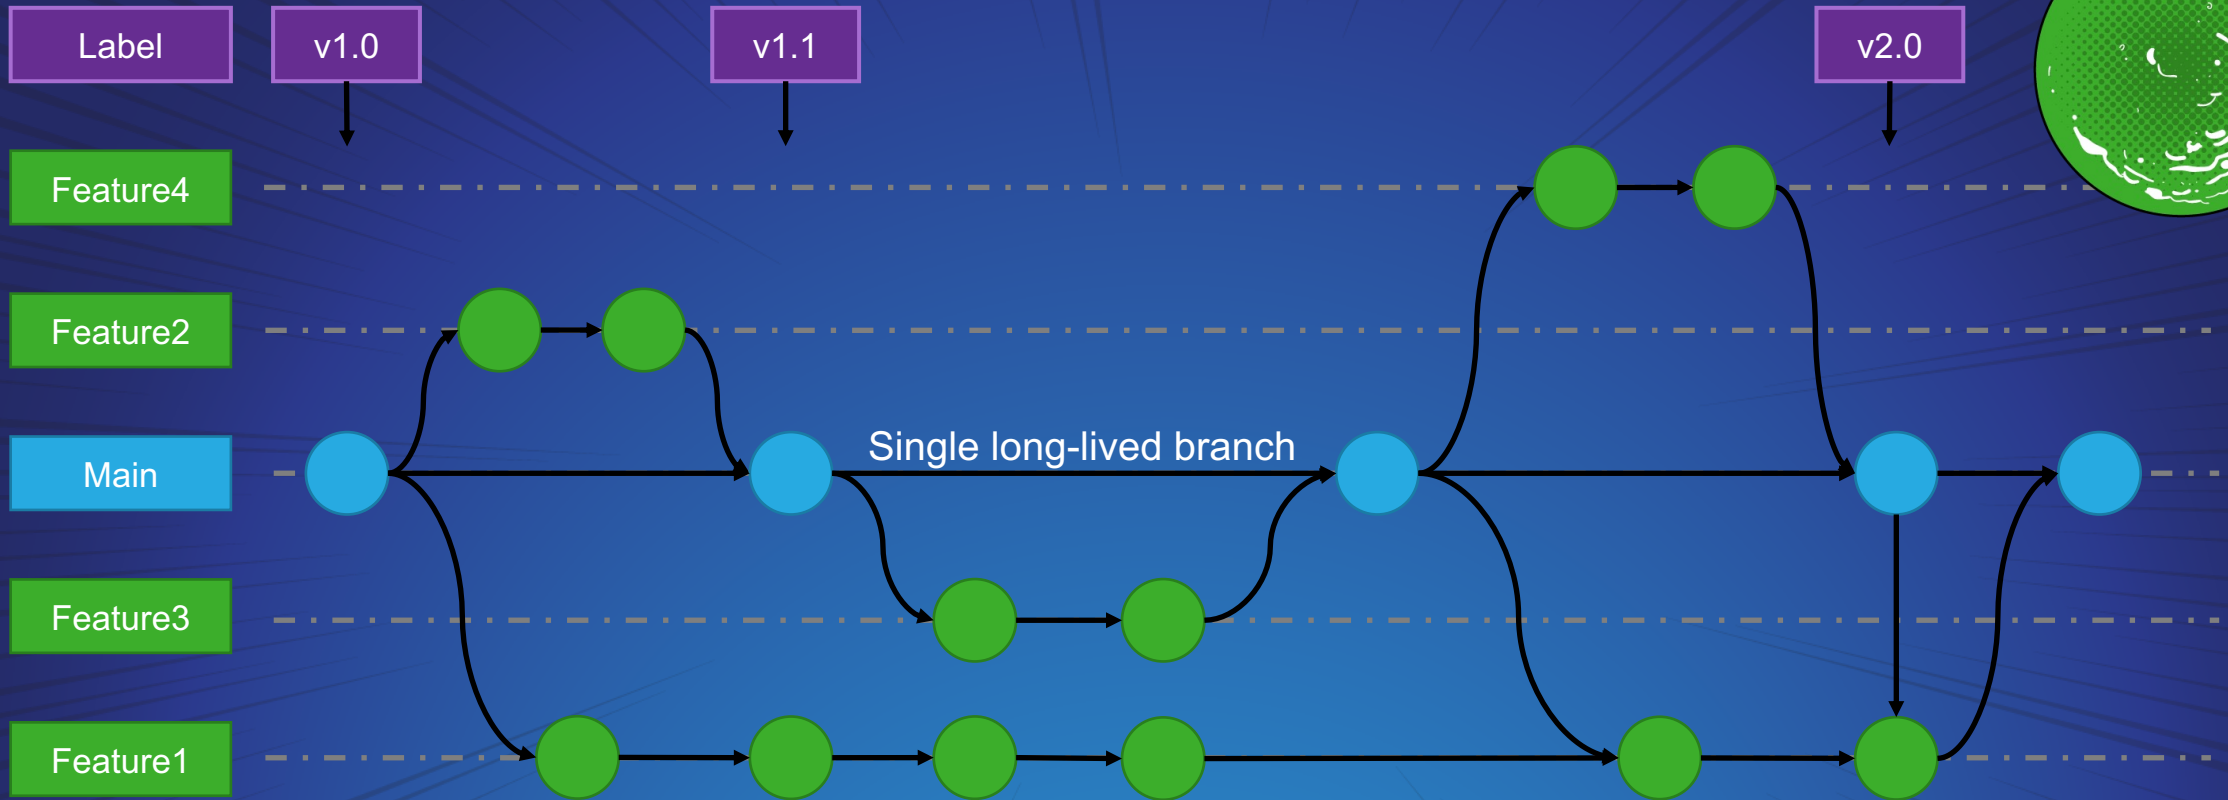 Label
v1.0
v1.1
v2.0
Feature4
Feature2
Main
Single long-lived branch
Feature3
Feature1